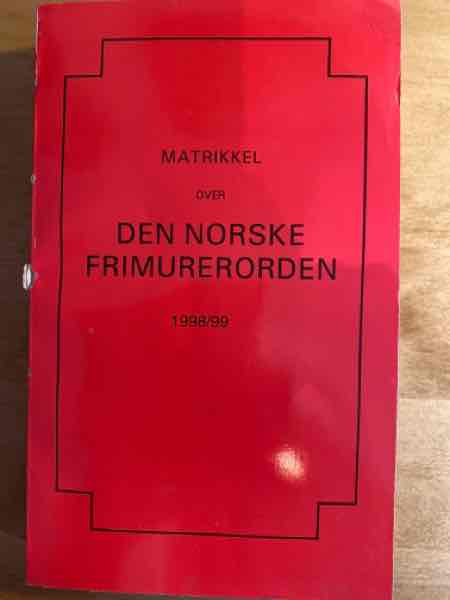 MATRIKKEL
OVER
DEN NORSKE
FRIMURERORDEN
1998/99